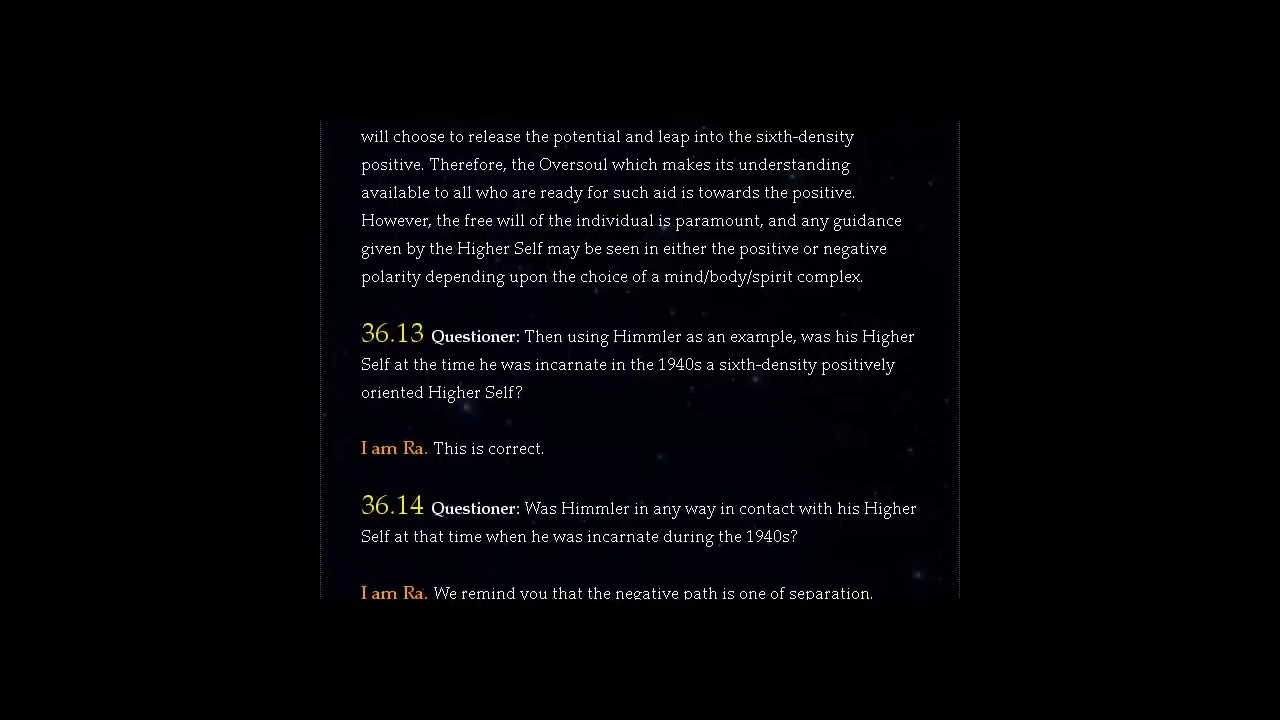 will choose to release the potential and leap into the sixth-density
positive. Therefore, the Oversoul which makes its understanding
available to all who are ready for such aid is towards the positive.
However, the free will of the individual is paramount, and any guidance
given by the Higher Self may be seen in either the positive or negative
polarity depending upon the choice of a mind/body/spirit complex.
36.13 Questioner: Then using Himmler as an example, was his Higher
Self at the time he was incarnate in the 1940s a sixth-density positively
oriented Higher Self?
I am Ra. This is correct.
36.14 Questioner: Was Himmler in any way in contact with his Higher
Self at that time when he was incarnate during the 1940s?
I am Ra. We remind you that the negative path is one of separation.